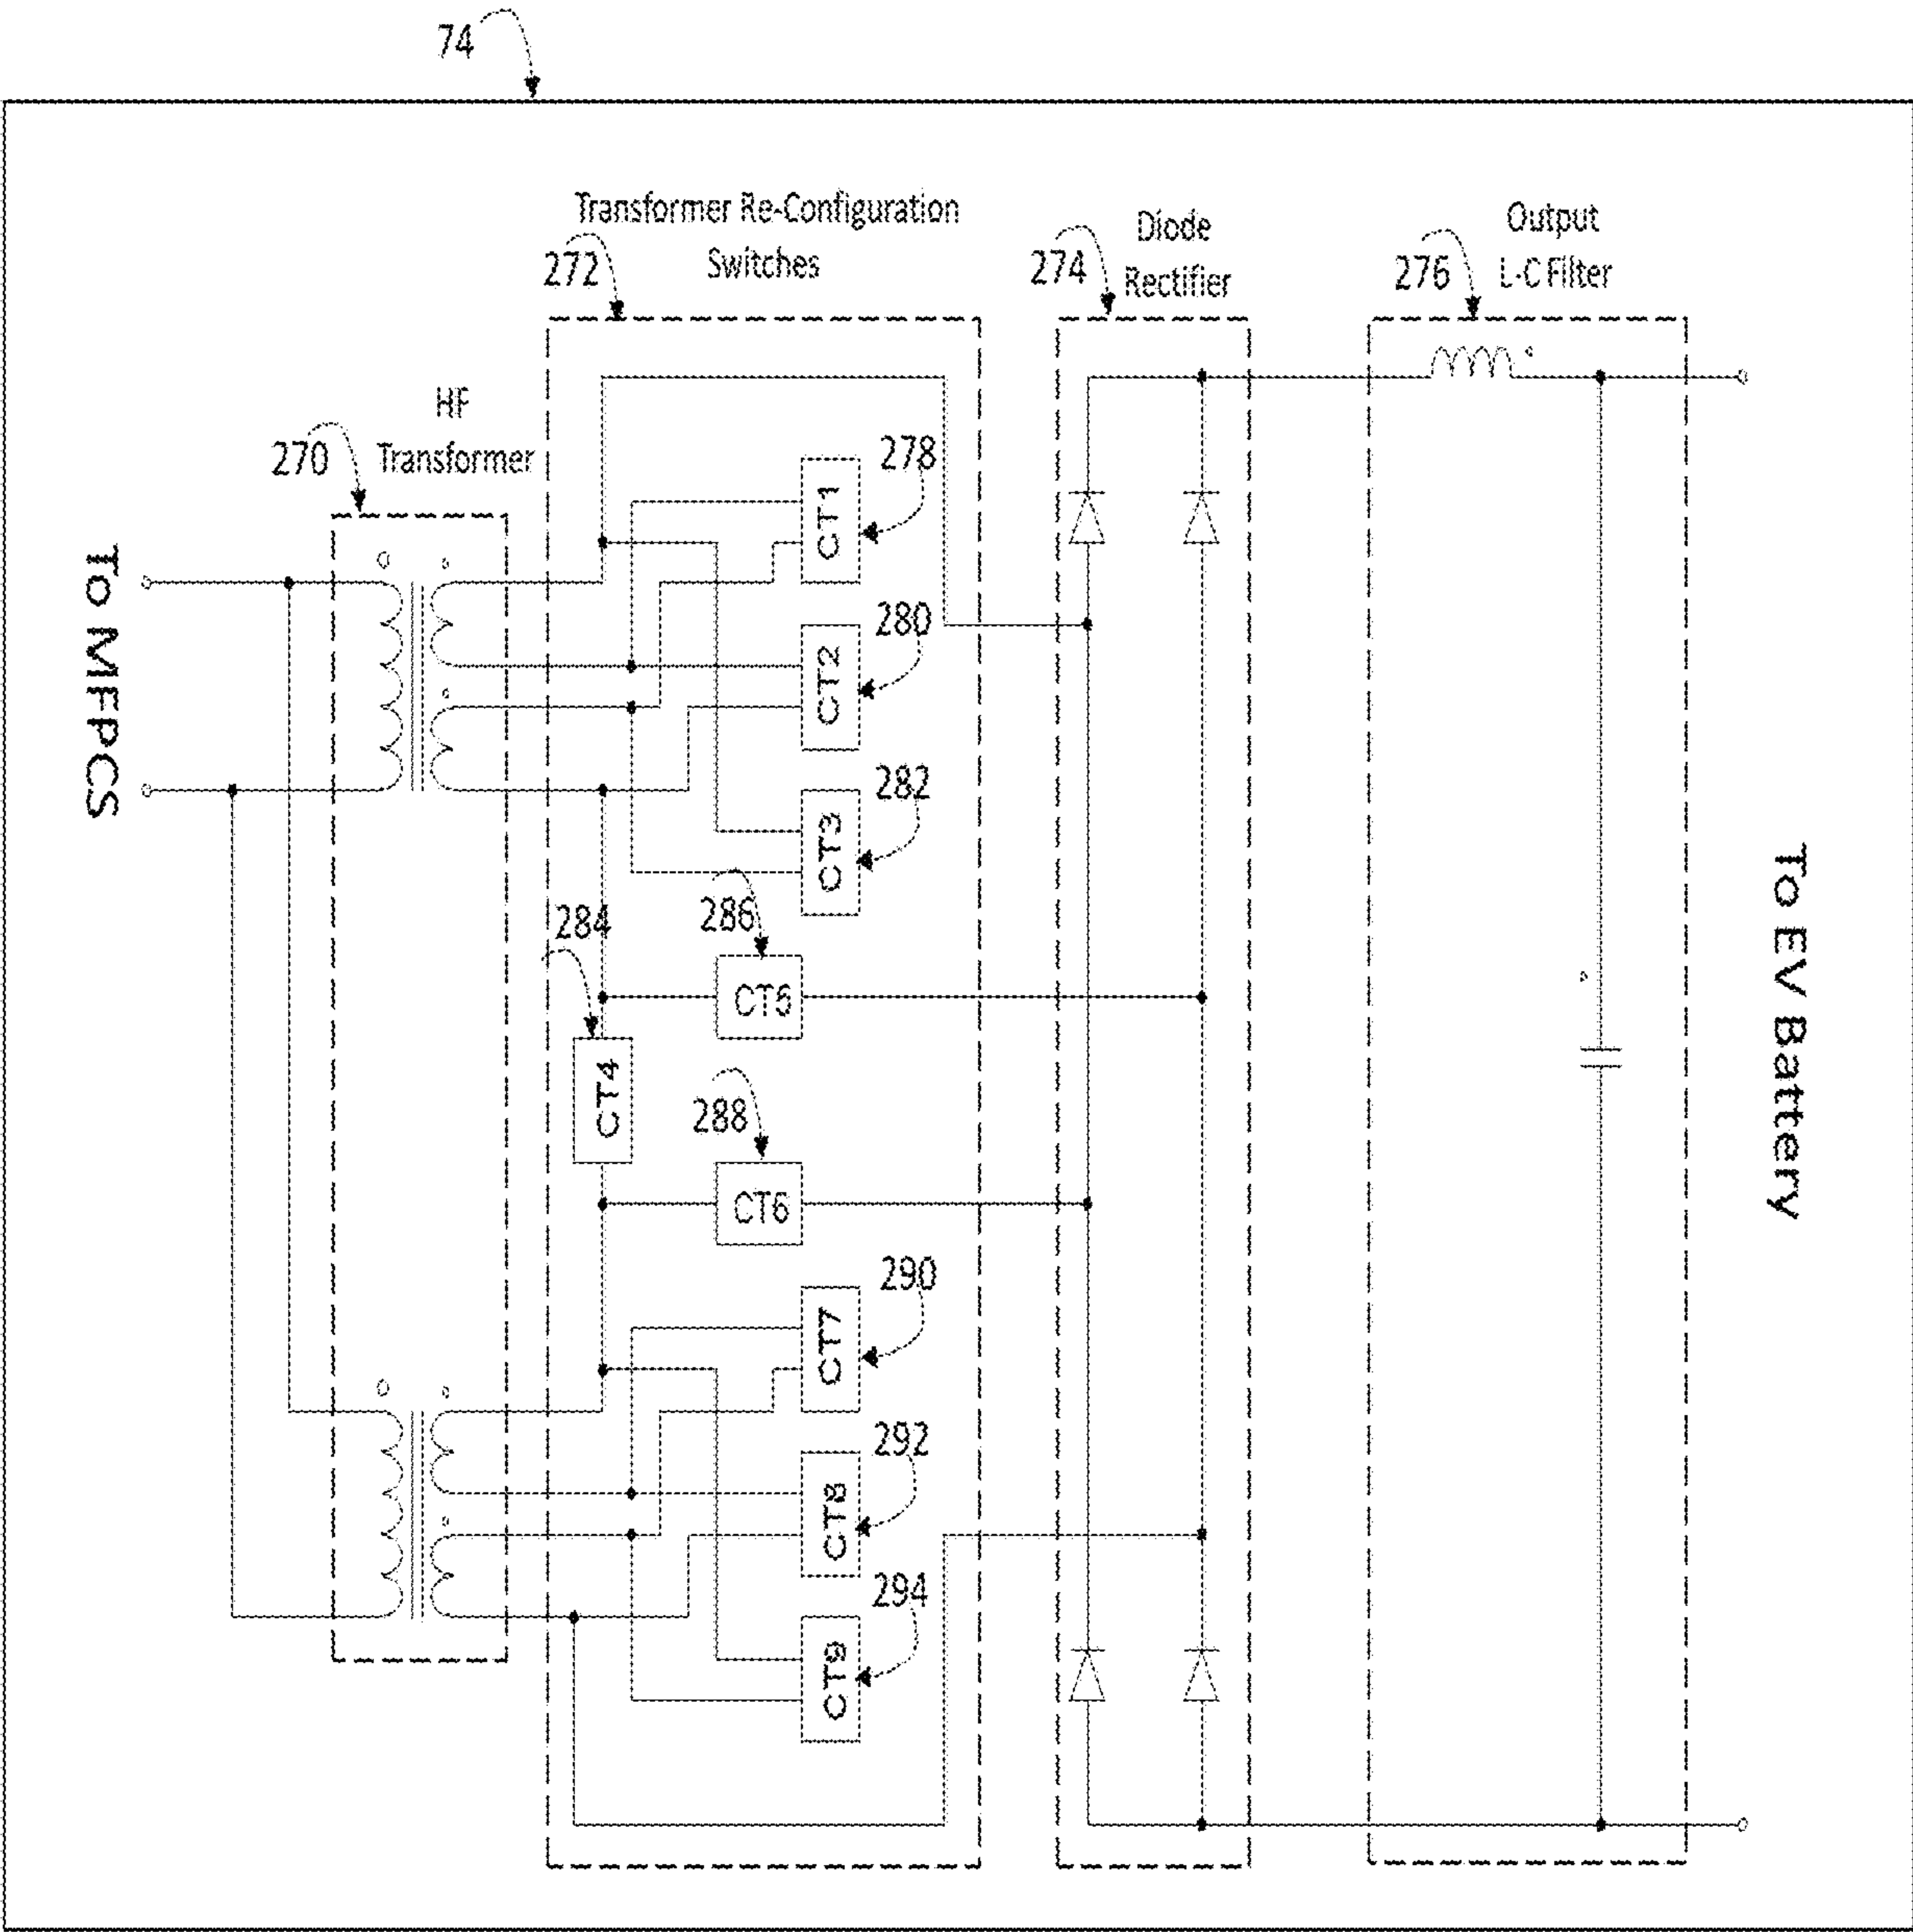 74
Transformer Re-Configuration
Switches
272
Diode
Rectifier
274
Output
L-C Filter
276
HF
Transformer
270
278
CT1
280
CT2
282
CT3
284
286
CT5
CT4
288
CT6
290
CT7
292
CT8
294
CT9
To MFPCS
To EV Battery